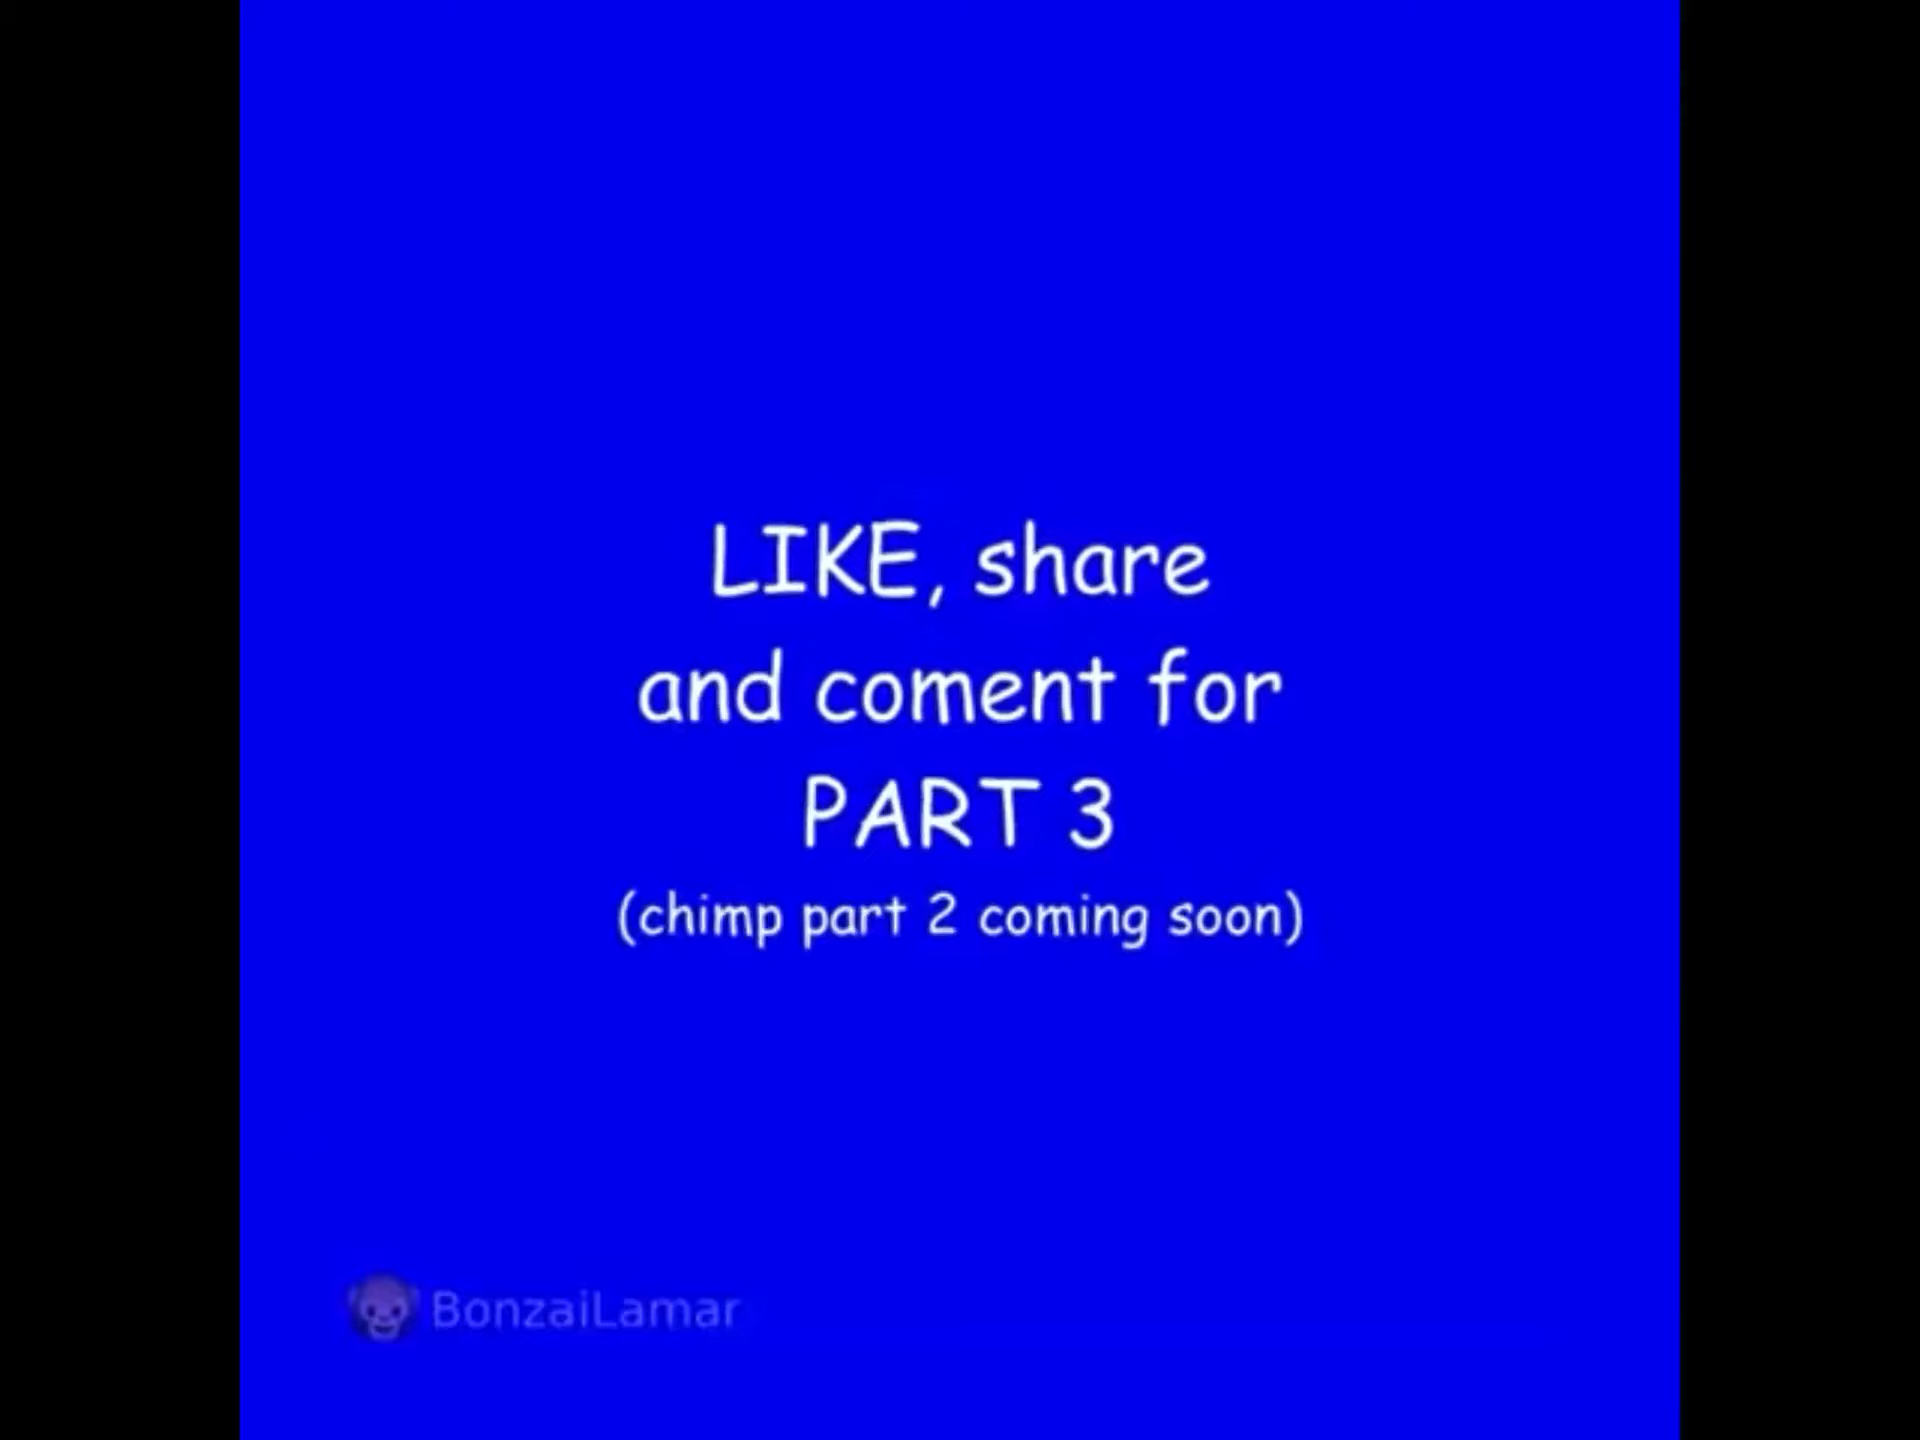 LIKE, share
and coment for
PART 3
(chimp part 2 coming soon)
BonzaiLamar